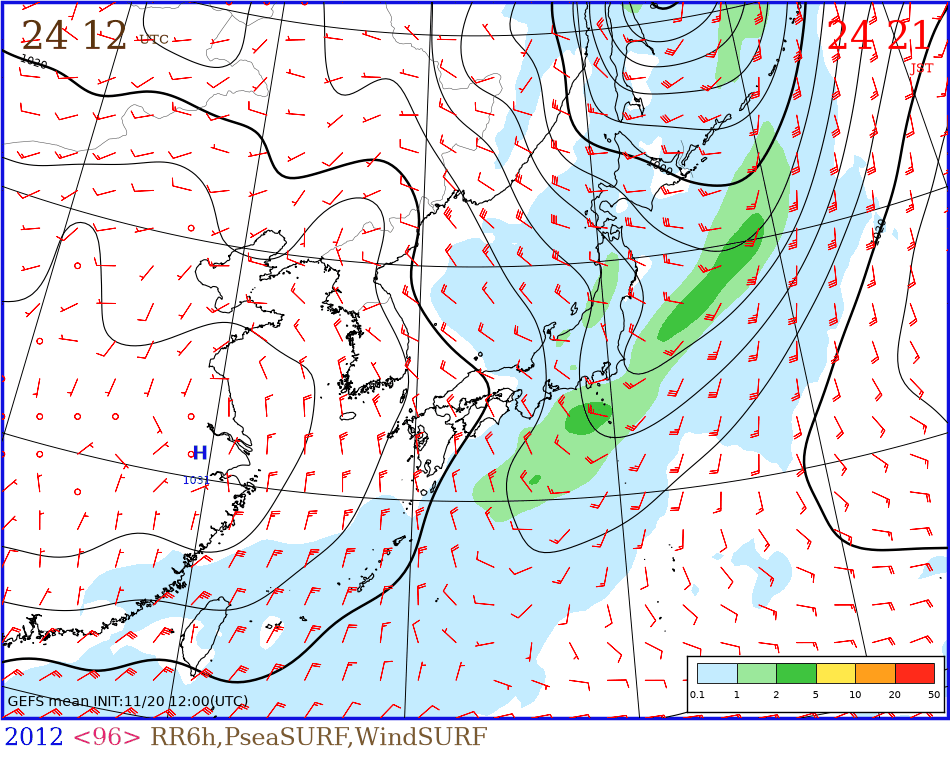 24 12 UTC
24 21
JST
1020
1000
1020
H
1031
GEFS mean INIT:11/20 12:00(UTC)
0.1 1 2 5 10 20 50
2012 <96> RR6h,PseaSURF,WindSURF